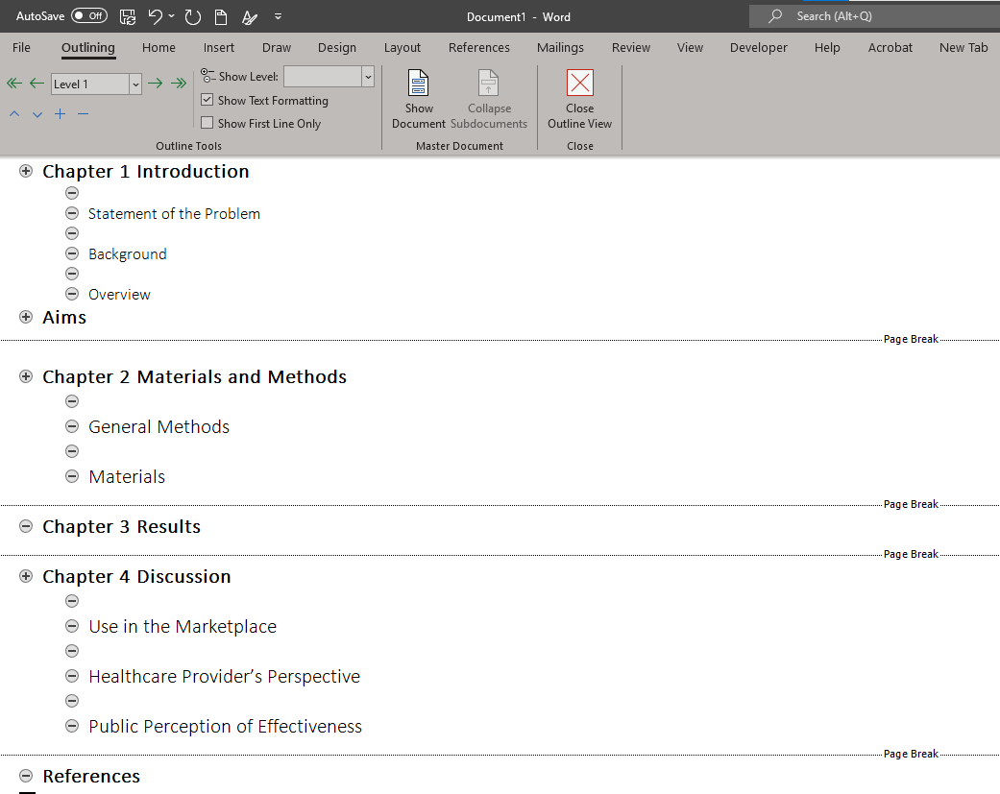 AutoSave Off Document1 - Word Search (Alt+Q)
File Outlining Home Insert Draw Design Layout References Mailings Review View Developer Help Acrobat New Tab
Level 1
Show Level:
Show Text Formatting
Show First Line Only
Outline Tools
Show Document
Collapse Subdocuments
Master Document
Close Outline View
Close
Chapter 1 Introduction
Statement of the Problem
Background
Overview
Aims
Page Break
Chapter 2 Materials and Methods
General Methods
Materials
Page Break
Chapter 3 Results
Page Break
Chapter 4 Discussion
Use in the Marketplace
Healthcare Provider’s Perspective
Public Perception of Effectiveness
Page Break
References